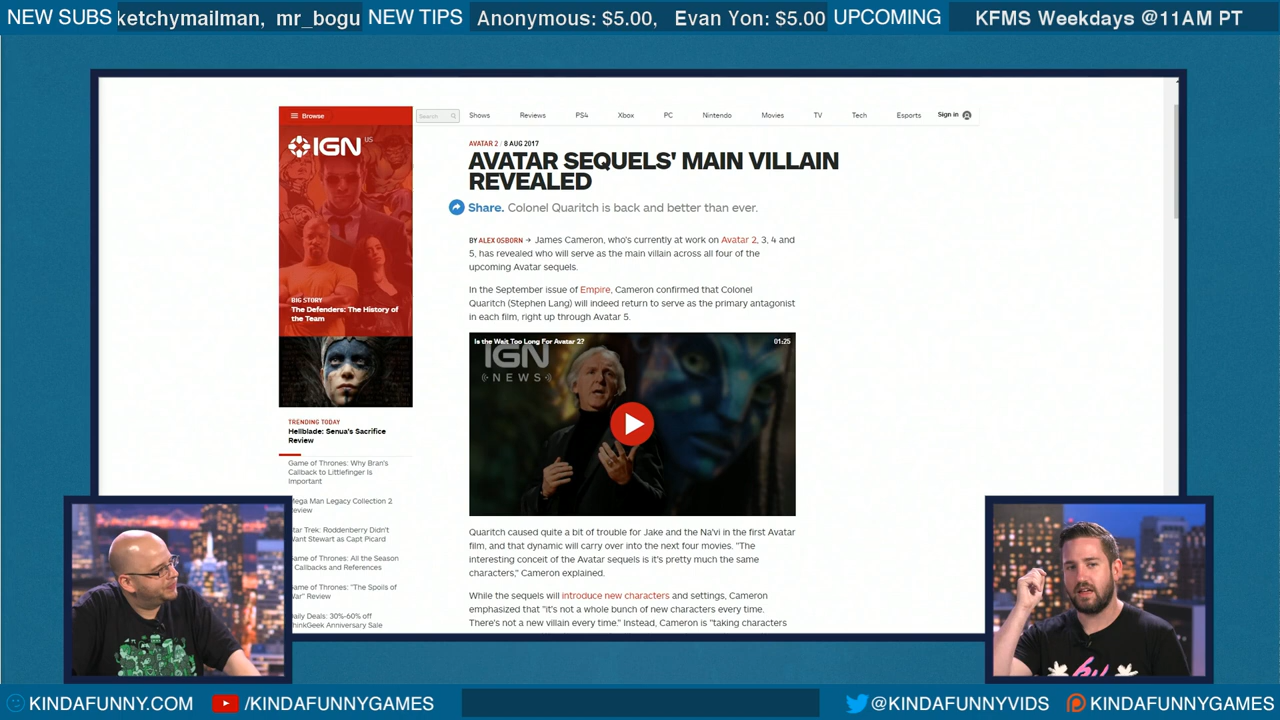 NEW SUBS ketchymailman, mr_bogu NEW TIPS Anonymous: $5.00, Evan Yon: $5.00 UPCOMING KFMS Weekdays @11AM PT
Browse
Search
Shows Reviews PS4 Xbox PC Nintendo Movies TV Tech Esports Sign in
IGN US
AVATAR 2 / 8 AUG 2017
AVATAR SEQUELS' MAIN VILLAIN
REVEALED
Share. Colonel Quaritch is back and better than ever.
BY ALEX OSBORN James Cameron, who's currently at work on Avatar 2, 3, 4 and
5, has revealed who will serve as the main villain across all four of the
upcoming Avatar sequels.
In the September issue of Empire, Cameron confirmed that Colonel
Quaritch (Stephen Lang) will indeed return to serve as the primary antagonist
in each film, right up through Avatar 5.
BIG STORY
The Defenders: The History of
the Team
Is the Wait Too Long For Avatar 2? 01:25
IGN
NEWS
TRENDING TODAY
Hellblade: Senua's Sacrifice
Review
Game of Thrones: Why Bran's
Callback to Littlefinger Is
Important
Mega Man Legacy Collection 2
eview
tar Trek: Roddenberry Didn't
Want Stewart as Capt Picard
ame of Thrones: All the Season
Callbacks and References
ame of Thrones: "The Spoils of
War" Review
aily Deals: 30%-60% off
hinkGeek Anniversary Sale
Quaritch caused quite a bit of trouble for Jake and the Na'vi in the first Avatar
film, and that dynamic will carry over into the next four movies. "The
interesting conceit of the Avatar sequels is it's pretty much the same
characters," Cameron explained.
While the sequels will introduce new characters and settings, Cameron
emphasized that "it's not a whole bunch of new characters every time.
There's not a new villain every time." Instead, Cameron is "taking characters
KINDAFUNNY.COM /KINDAFUNNYGAMES @KINDAFUNNYVIDS KINDAFUNNYGAMES